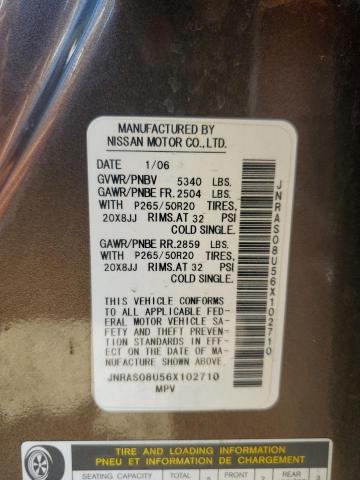 MANUFACTURED BY
NISSAN MOTOR CO., LTD.
DATE 1/06
GVWR/PNBV 5340 LBS.
GAWR/PNBE FR. 2504 LBS.
WITH P265/50R20 TIRES,
20X8JJ RIMS. AT 32 PSI
COLD SINGLE.
GAWR/PNBE RR. 2859 LBS.
WITH P265/50R20 TIRES,
20X8JJ RIMS. AT 32 PSI
COLD SINGLE.
THIS VEHICLE CONFORMS
TO ALL APPLICABLE FED-
ERAL MOTOR VEHICLE SA-
FETY AND THEFT PREVEN-
TION STANDARDS IN EFF-
ECT ON THE DATE OF MA-
NUFACTURE SHOWN ABOVE.
JNRAS08U56X102710
MPV
JNRAS08U56X102710
TIRE AND LOADING INFORMATION
PNEU ET INFORMATION DE CHARGEMENT
SEATING CAPACITY TOTAL